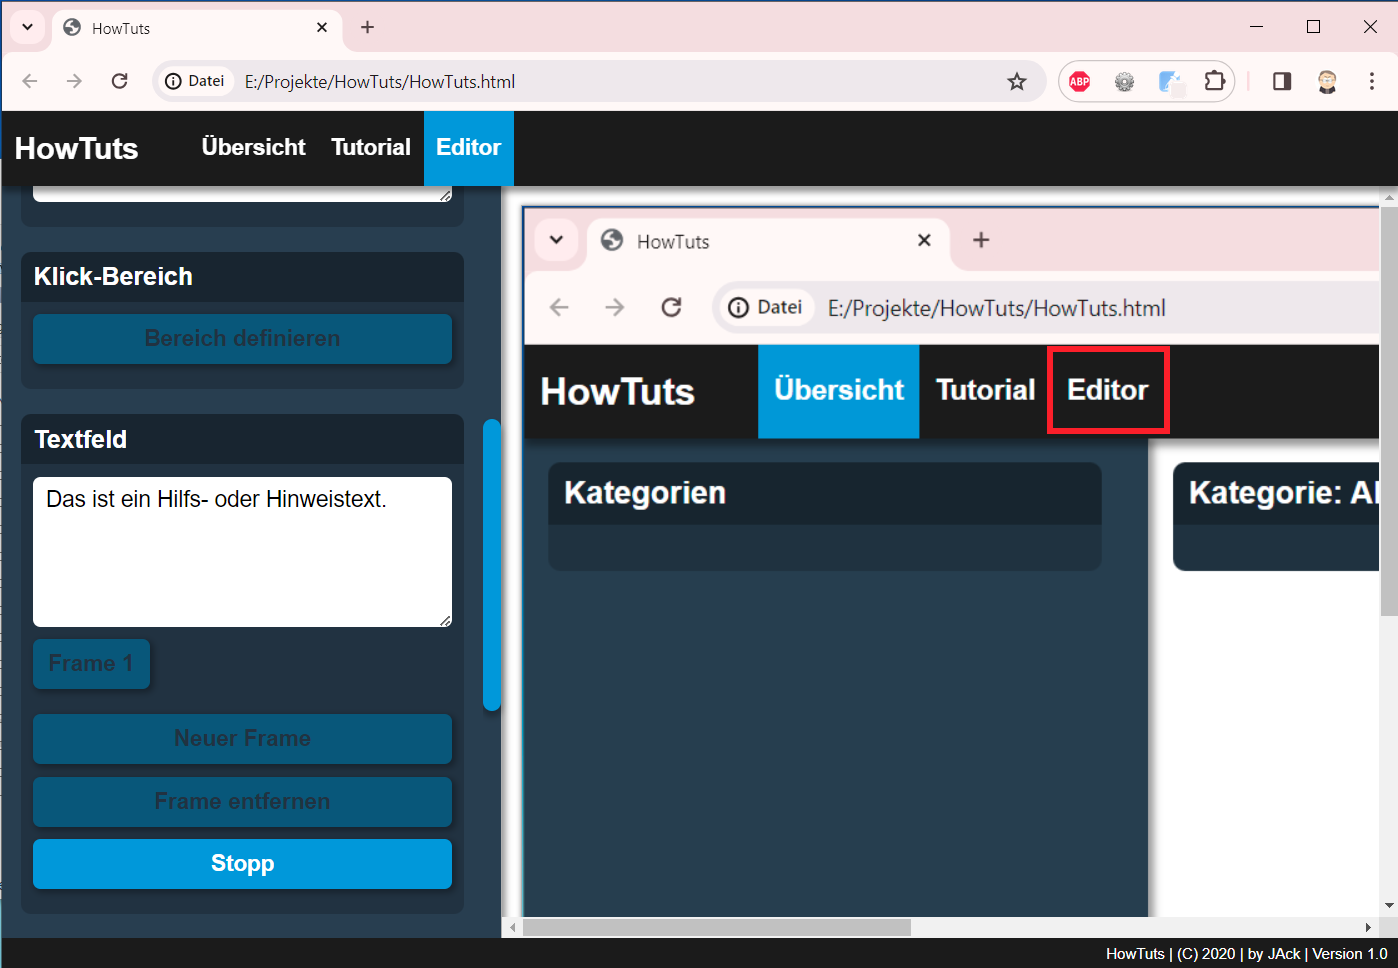 HowTuts
Datei E:/Projekte/HowTuts/HowTuts.html ABP
HowTuts Übersicht Tutorial Editor
Klick-Bereich
Bereich definieren
Textfeld
Das ist ein Hilfs- oder Hinweistext.
Frame 1
Neuer Frame
Frame entfernen
Stopp
HowTuts
Datei E:/Projekte/HowTuts/HowTuts.html
HowTuts Übersicht Tutorial Editor
Kategorien
Kategorie:
HowTuts | (C) 2020 | by JAck | Version 1.0